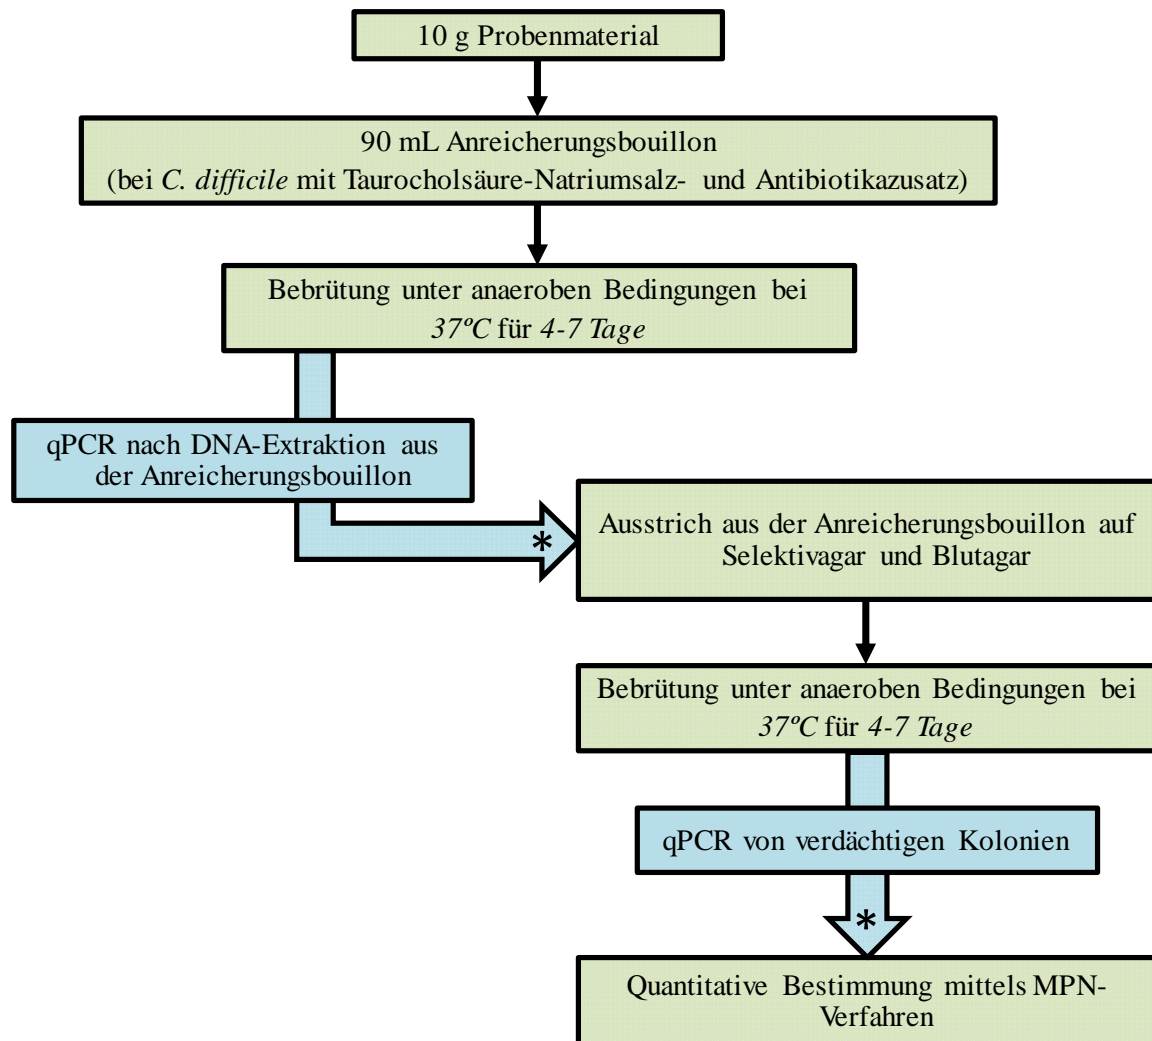 10 g Probenmaterial
90 mL Anreicherungsbouillon
(bei C. difficile mit Taurocholsäure-Natriumsalz- und Antibiotikazusatz)
Bebrütung unter anaeroben Bedingungen bei
37ºC für 4-7 Tage
qPCR nach DNA-Extraktion aus
der Anreicherungsbouillon
*
Ausstrich aus der Anreicherungsbouillon auf
Selektivagar und Blutagar
Bebrütung unter anaeroben Bedingungen bei
37ºC für 4-7 Tage
qPCR von verdächtigen Kolonien
*
Quantitative Bestimmung mittels MPN-
Verfahren